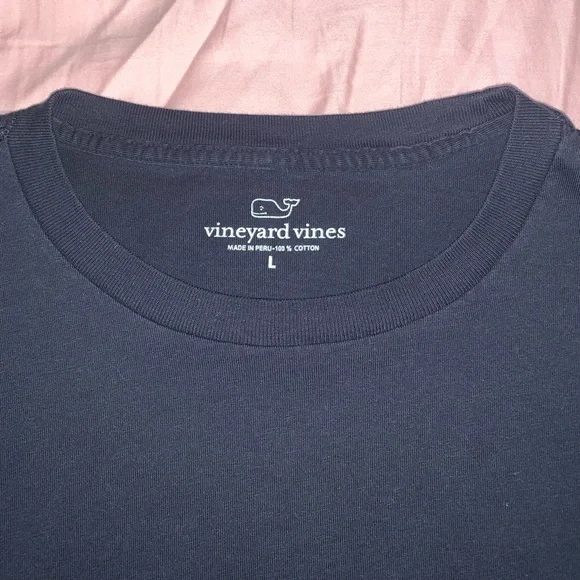 vineyard vines
MADE IN PERU-100 % COTTON
L